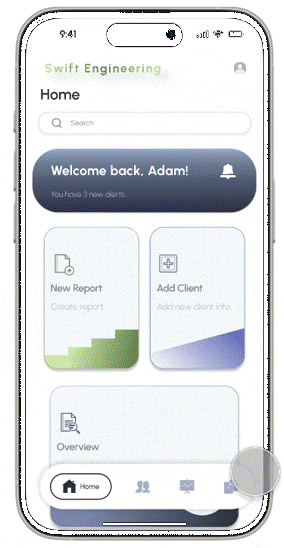 9:41
Swift Engineering
Home
Search
Welcome back, Adam!
You have 3 new alerts.
New Report
Create report
Add Client
Add new client info
Overview
Home